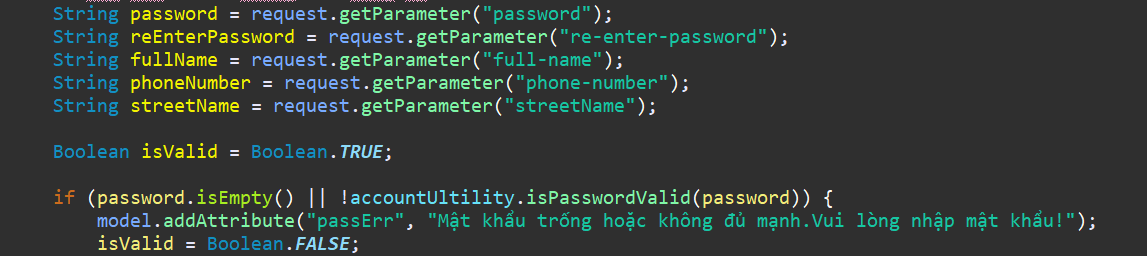 String password = request.getParameter("password");
String reEnterPassword = request.getParameter("re-enter-password");
String fullName = request.getParameter("full-name");
String phoneNumber = request.getParameter("phone-number");
String streetName = request.getParameter("streetName");
Boolean isValid = Boolean.TRUE;
if (password.isEmpty() || !accountUltility.isPasswordValid(password)) {
model.addAttribute("passErr", "Mật khẩu trống hoặc không đủ mạnh.Vui lòng nhập mật khẩu!");
isValid = Boolean.FALSE;